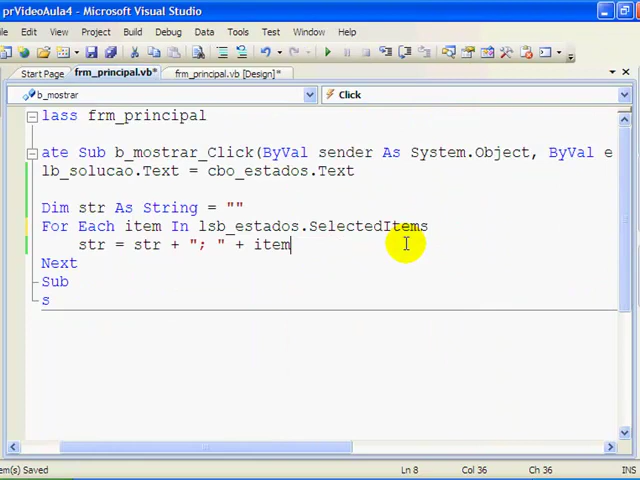 prVideoAula4 - Microsoft Visual Studio
File Edit View Project Build Debug Data Tools Test Window Help
Start Page frm_principal.vb* frm_principal.vb [Design]*
b_mostrar Click
lass frm_principal
ate Sub b_mostrar_Click(ByVal sender As System.Object, ByVal e
lb_solucao.Text = cbo_estados.Text
Dim str As String = ""
For Each item In lsb_estados.SelectedItems
str = str + "; " + item
Next
Sub
s
em(s) Saved Ln 8 Col 36 Ch 36 INS